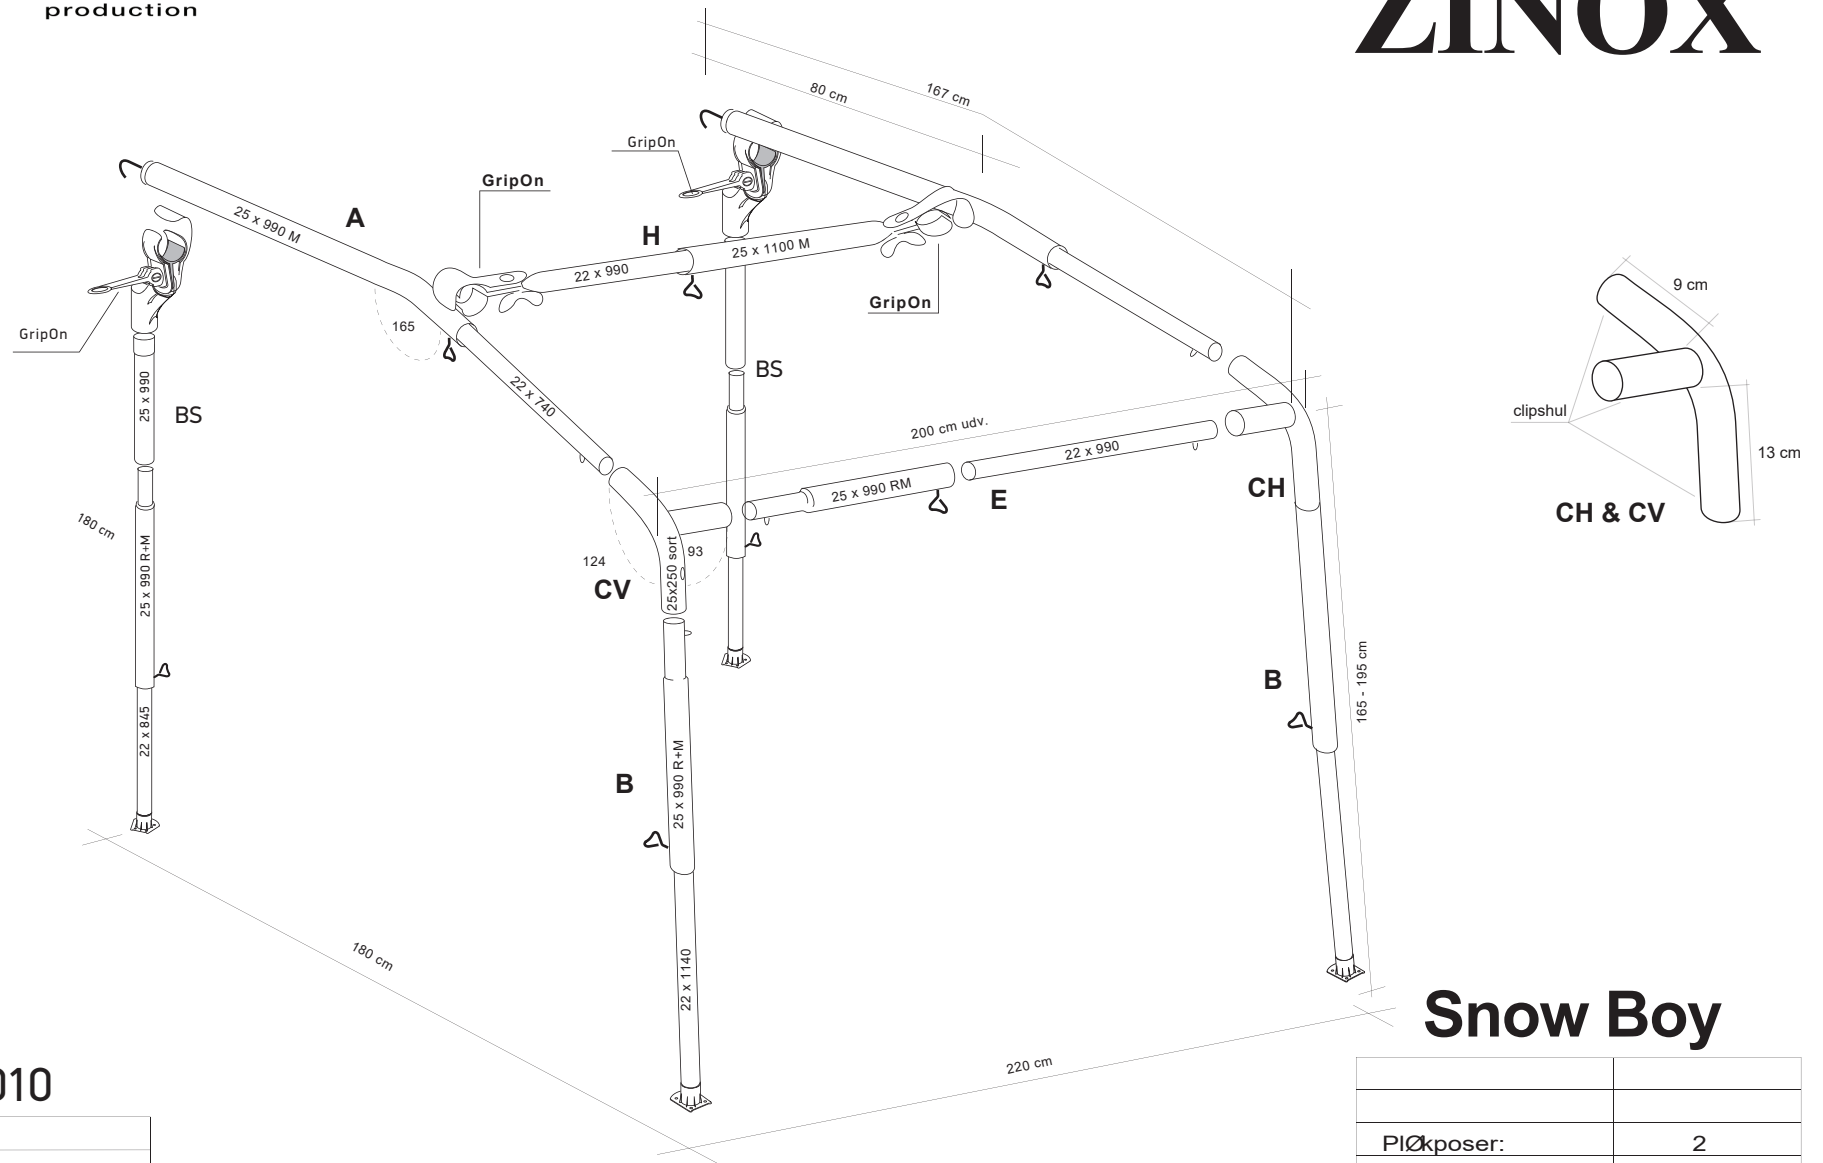 production
ZINOX
80 cm
167 cm
GripOn
GripOn
A
25 x 990 M
H
22 x 990
25 x 1100 M
GripOn
GripOn
165
22 x 740
BS
25 x 990
BS
180 cm
25 x 990 R+M
22 x 845
200 cm udv.
25 x 990 RM
22 x 990
E
CH
124
93
CV
25x250 sort
B
25 x 990 R+M
22 x 1140
B
165 - 195 cm
9 cm
clipshul
13 cm
CH & CV
180 cm
220 cm
Snow Boy
PlØkposer:
2
010